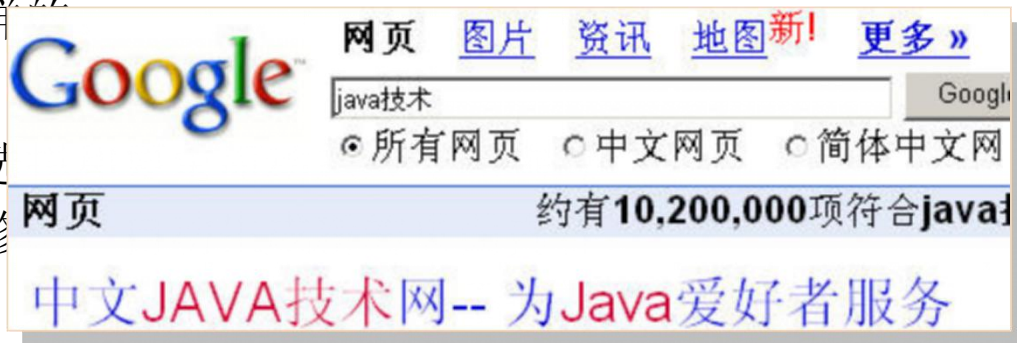 Google
网页 图片 资讯 地图新! 更多 »
java技术 Google
所有网页 中文网页 简体中文网
网页 约有10,200,000项符合java
中文JAVA技术网-- 为Java爱好者服务